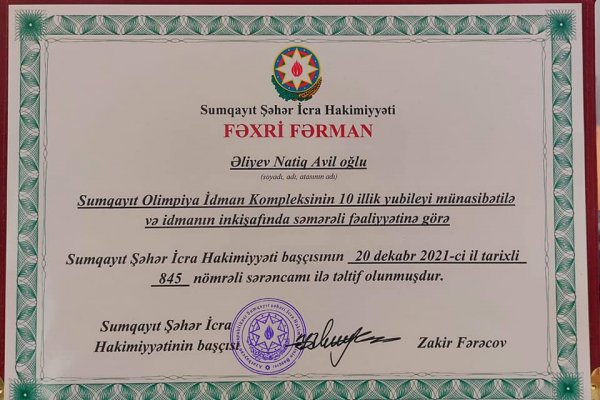 Sumqayıt Şəhər İcra Hakimiyyəti
FƏXRİ FƏRMAN
Əliyev Natiq Avil oğlu
(soyadı, adı, atasının adı)
Sumqayıt Olimpiya İdman Kompleksinin 10 illik yubileyi münasibətilə
və idmanın inkişafında səmərəli fəaliyyətinə görə
Sumqayıt Şəhər İcra Hakimiyyəti başçısının 20 dekabr 2021-ci il tarixli
845 nömrəli sərəncamı ilə təltif olunmuşdur.
Sumqayıt Şəhər İcra
Hakimiyyətinin başçısı
Zakir Fərəcov